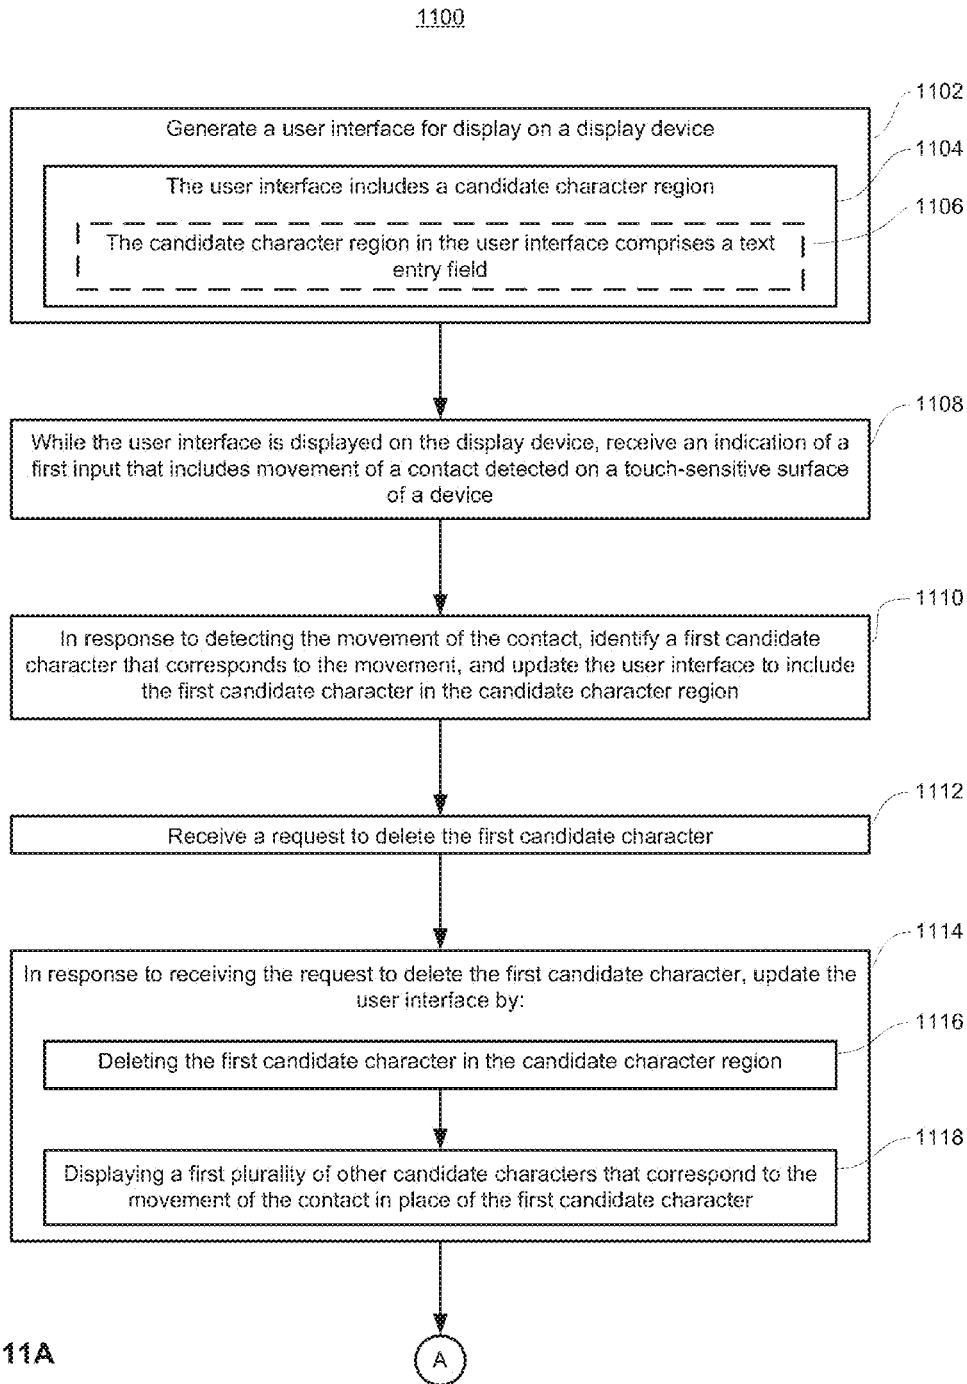 1100
1102
Generate a user interface for display on a display device
1104
The user interface includes a candidate character region
1106
The candidate character region in the user interface comprises a text
entry field
1108
While the user interface is displayed on the display device, receive an indication of a
first input that includes movement of a contact detected on a touch-sensitive surface
of a device
1110
In response to detecting the movement of the contact, identify a first candidate
character that corresponds to the movement, and update the user interface to include
the first candidate character in the candidate character region
1112
Receive a request to delete the first candidate character
1114
In response to receiving the request to delete the first candidate character, update the
user interface by:
1116
Deleting the first candidate character in the candidate character region
1118
Displaying a first plurality of other candidate characters that correspond to the
movement of the contact in place of the first candidate character
11A
A